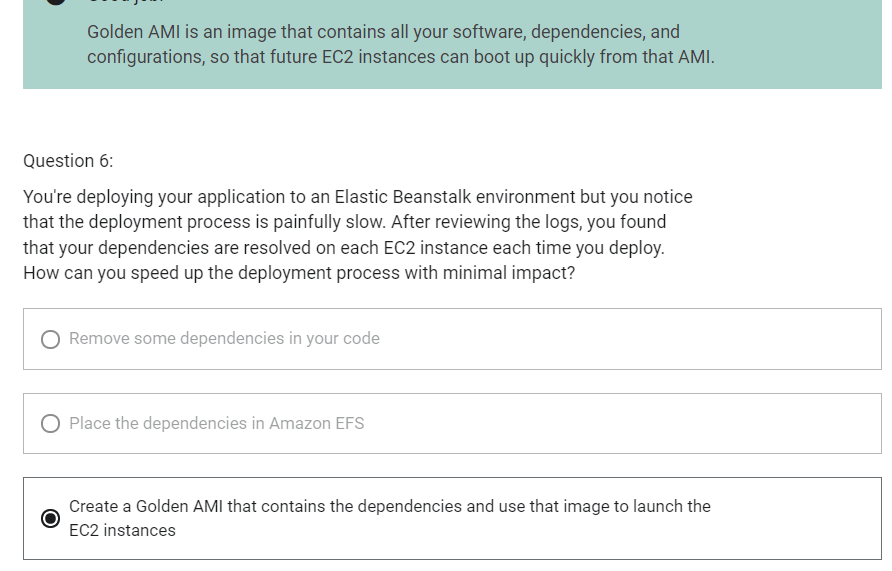 Golden AMI is an image that contains all your software, dependencies, and
configurations, so that future EC2 instances can boot up quickly from that AMI.
Question 6:
You're deploying your application to an Elastic Beanstalk environment but you notice
that the deployment process is painfully slow. After reviewing the logs, you found
that your dependencies are resolved on each EC2 instance each time you deploy.
How can you speed up the deployment process with minimal impact?
Remove some dependencies in your code
Place the dependencies in Amazon EFS
Create a Golden AMI that contains the dependencies and use that image to launch the
EC2 instances